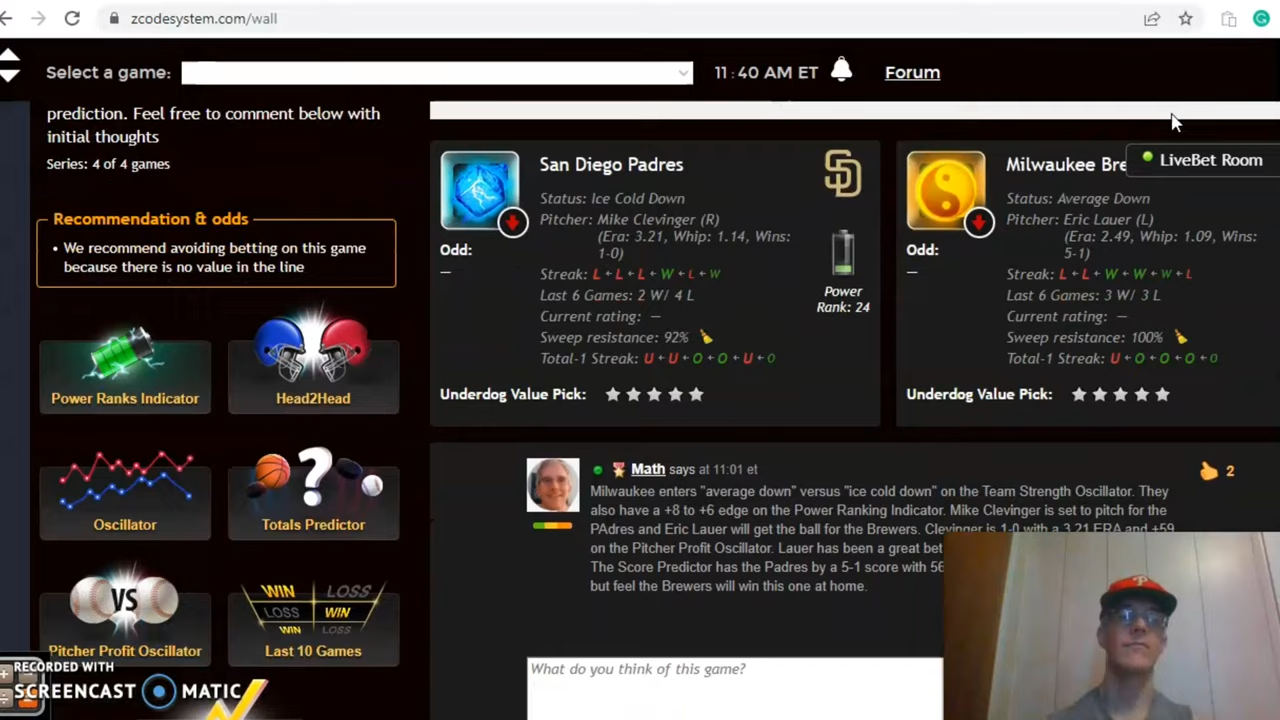 zcodesystem.com/wall
Select a game:
11:40 AM ET
Forum
prediction. Feel free to comment below with
initial thoughts
Series: 4 of 4 games
Recommendation & odds
• We recommend avoiding betting on this game
because there is no value in the line
Power Ranks Indicator
Head2Head
Oscillator
Totals Predictor
VS
Pitcher Profit Oscillator
WIN LOSS
LOSS WIN
WIN LOSS
Last 10 Games
RECORDED WITH
SCREENCAST MATIC
San Diego Padres
SD
Status: Ice Cold Down
Pitcher: Mike Clevinger (R)
(Era: 3.21, Whip: 1.14, Wins:
1-0)
Odd:
—
Streak: L L L W L W
Last 6 Games: 2 W/ 4 L
Current rating: —
Sweep resistance: 92%
Total-1 Streak: U U O O U O
Power
Rank: 24
Underdog Value Pick:
Milwaukee Bre
LiveBet Room
Status: Average Down
Pitcher: Eric Lauer (L)
(Era: 2.49, Whip: 1.09, Wins:
5-1)
Odd:
—
Streak: L L W W W L
Last 6 Games: 3 W/ 3 L
Current rating: —
Sweep resistance: 100%
Total-1 Streak: U O O O O
Underdog Value Pick:
Math says at 11:01 et
2
Milwaukee enters "average down" versus "ice cold down" on the Team Strength Oscillator. They
also have a +8 to +6 edge on the Power Ranking Indicator. Mike Clevinger is set to pitch for the
PAdres and Eric Lauer will get the ball for the Brewers. Clevinger is 1-0 with a 3.21 ERA and +59
on the Pitcher Profit Oscillator. Lauer has been a great bet
The Score Predictor has the Padres by a 5-1 score with 56
but feel the Brewers will win this one at home.
What do you think of this game?
P